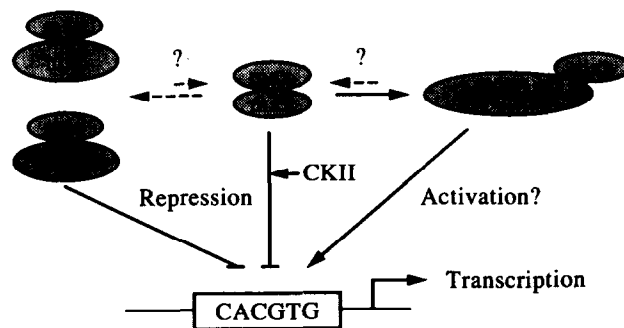 ?
?
CKII
Repression
Activation?
Transcription
CACGTG